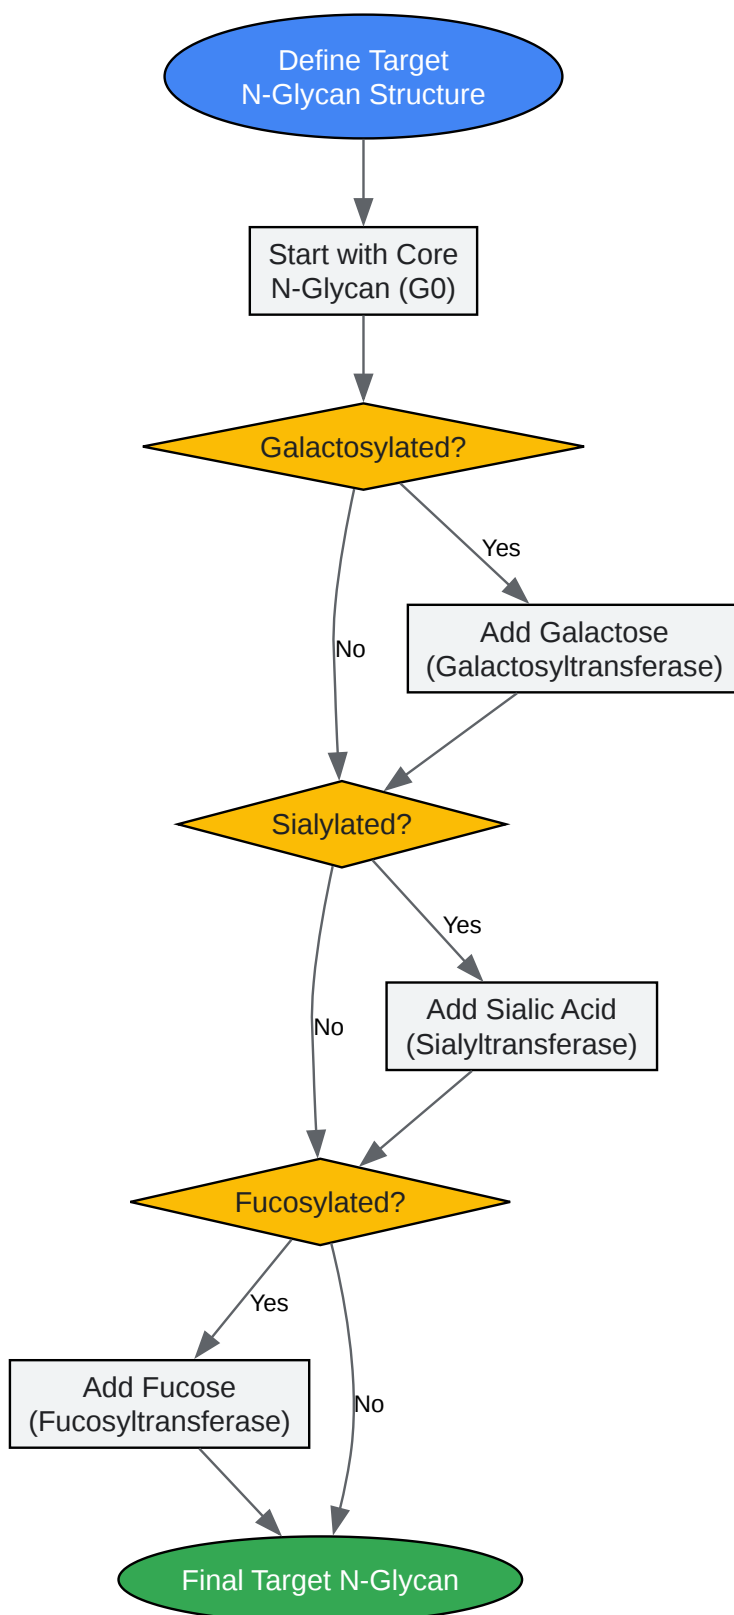 Define Target
N-Glycan Structure
Start with Core
N-Glycan (G0)
Galactosylated?
Yes
No
Add Galactose
(Galactosyltransferase)
Sialylated?
Yes
No
Add Sialic Acid
(Sialyltransferase)
Fucosylated?
Yes
No
Add Fucose
(Fucosyltransferase)
Final Target N-Glycan